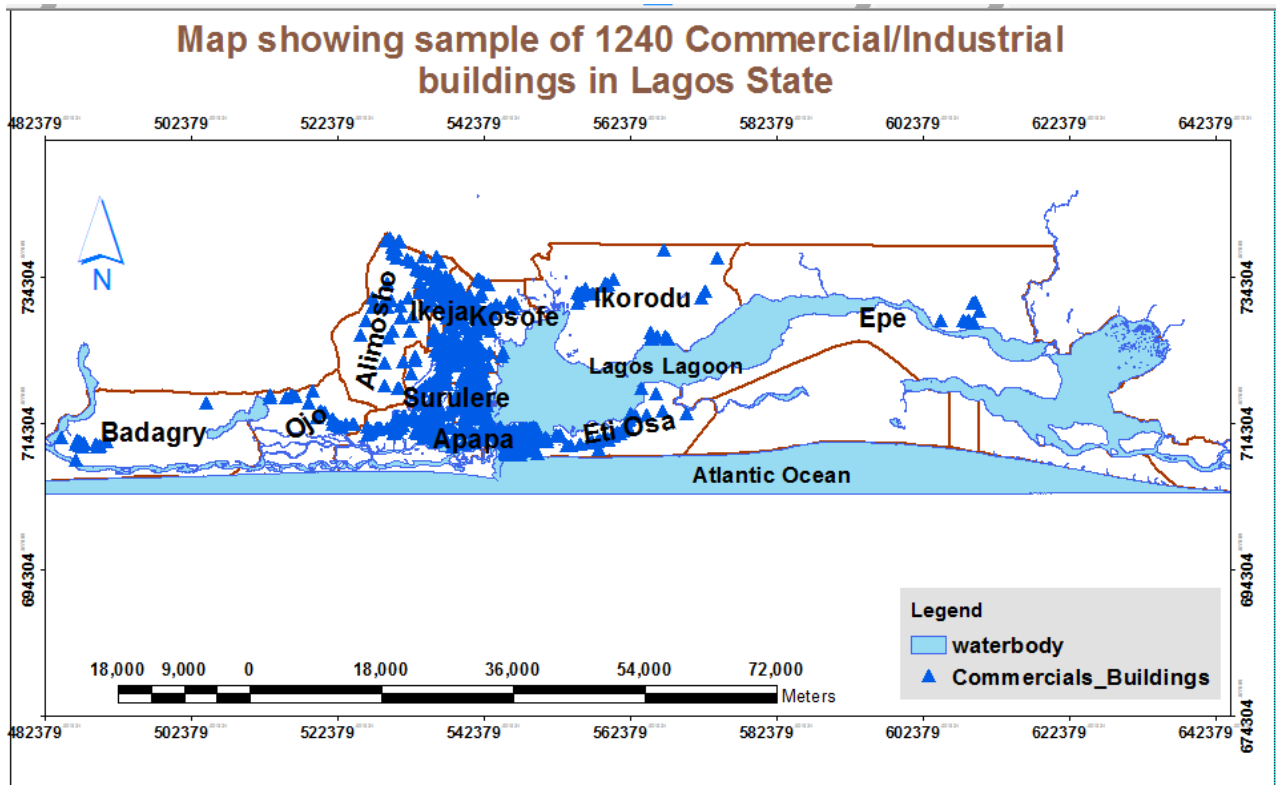 Map showing sample of 1240 Commercial/Industrial
buildings in Lagos State
482379 502379 522379 542379 562379 582379 602379 622379 642379
N
734304 734304
Alimosho
Ikeja
Kosofe
Ikorodu
Epe
Lagos Lagoon
Surulere
Badagry
Ojo
Apapa
Eti Osa
714304 714304
Atlantic Ocean
694304 694304
Legend
waterbody
Commercials_Buildings
18,000 9,000 0 18,000 36,000 54,000 72,000
Meters
674304
482379 502379 522379 542379 562379 582379 602379 622379 642379